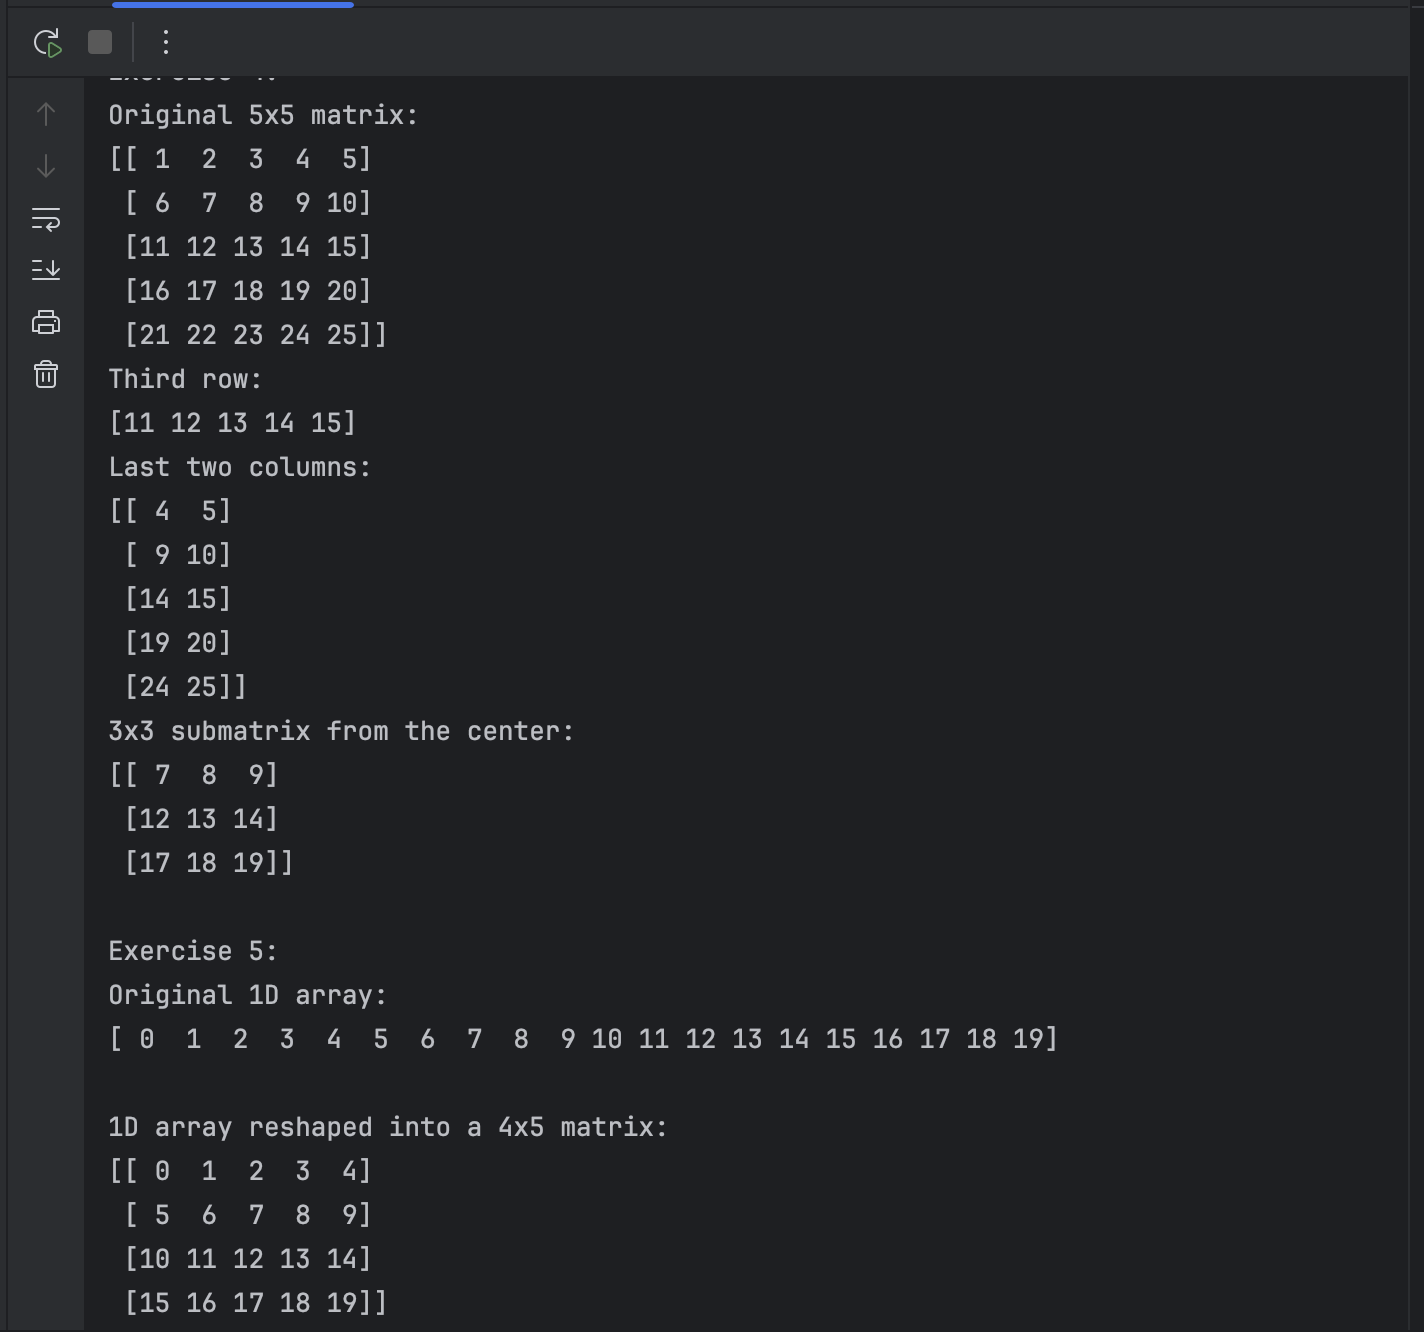 Exercise 4:
Original 5x5 matrix:
[[ 1  2  3  4  5]
 [ 6  7  8  9 10]
 [11 12 13 14 15]
 [16 17 18 19 20]
 [21 22 23 24 25]]
Third row:
[11 12 13 14 15]
Last two columns:
[[ 4  5]
 [ 9 10]
 [14 15]
 [19 20]
 [24 25]]
3x3 submatrix from the center:
[[ 7  8  9]
 [12 13 14]
 [17 18 19]]

Exercise 5:
Original 1D array:
[ 0  1  2  3  4  5  6  7  8  9 10 11 12 13 14 15 16 17 18 19]

1D array reshaped into a 4x5 matrix:
[[ 0  1  2  3  4]
 [ 5  6  7  8  9]
 [10 11 12 13 14]
 [15 16 17 18 19]]